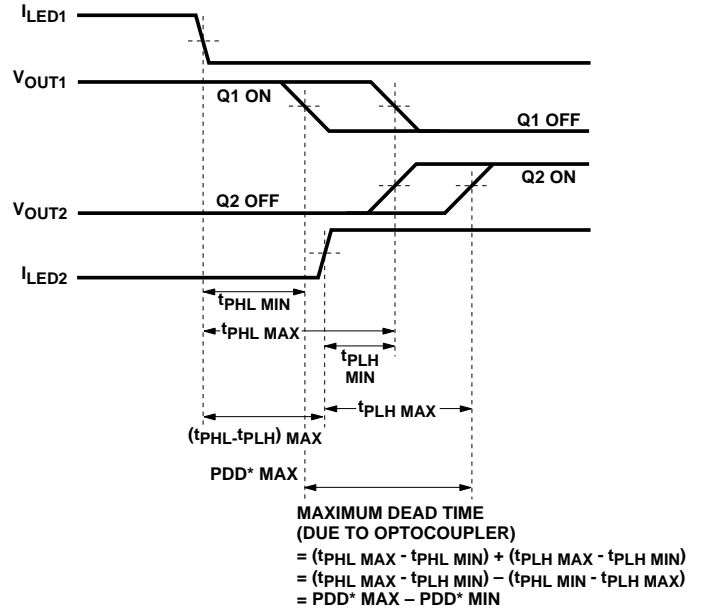 ILED1
VOUT1
Q1 ON
Q1 OFF
Q2 ON
Q2 OFF
VOUT2
ILED2
tPHL MIN
tPHL MAX
tPLH
MIN
tPLH MAX
(tPHL-tPLH) MAX
PDD* MAX
MAXIMUM DEAD TIME
(DUE TO OPTOCOUPLER)
= (tPHL MAX - tPHL MIN) + (tPLH MAX - tPLH MIN)
= (tPHL MAX - tPLH MIN) – (tPHL MIN - tPLH MAX)
= PDD* MAX – PDD* MIN